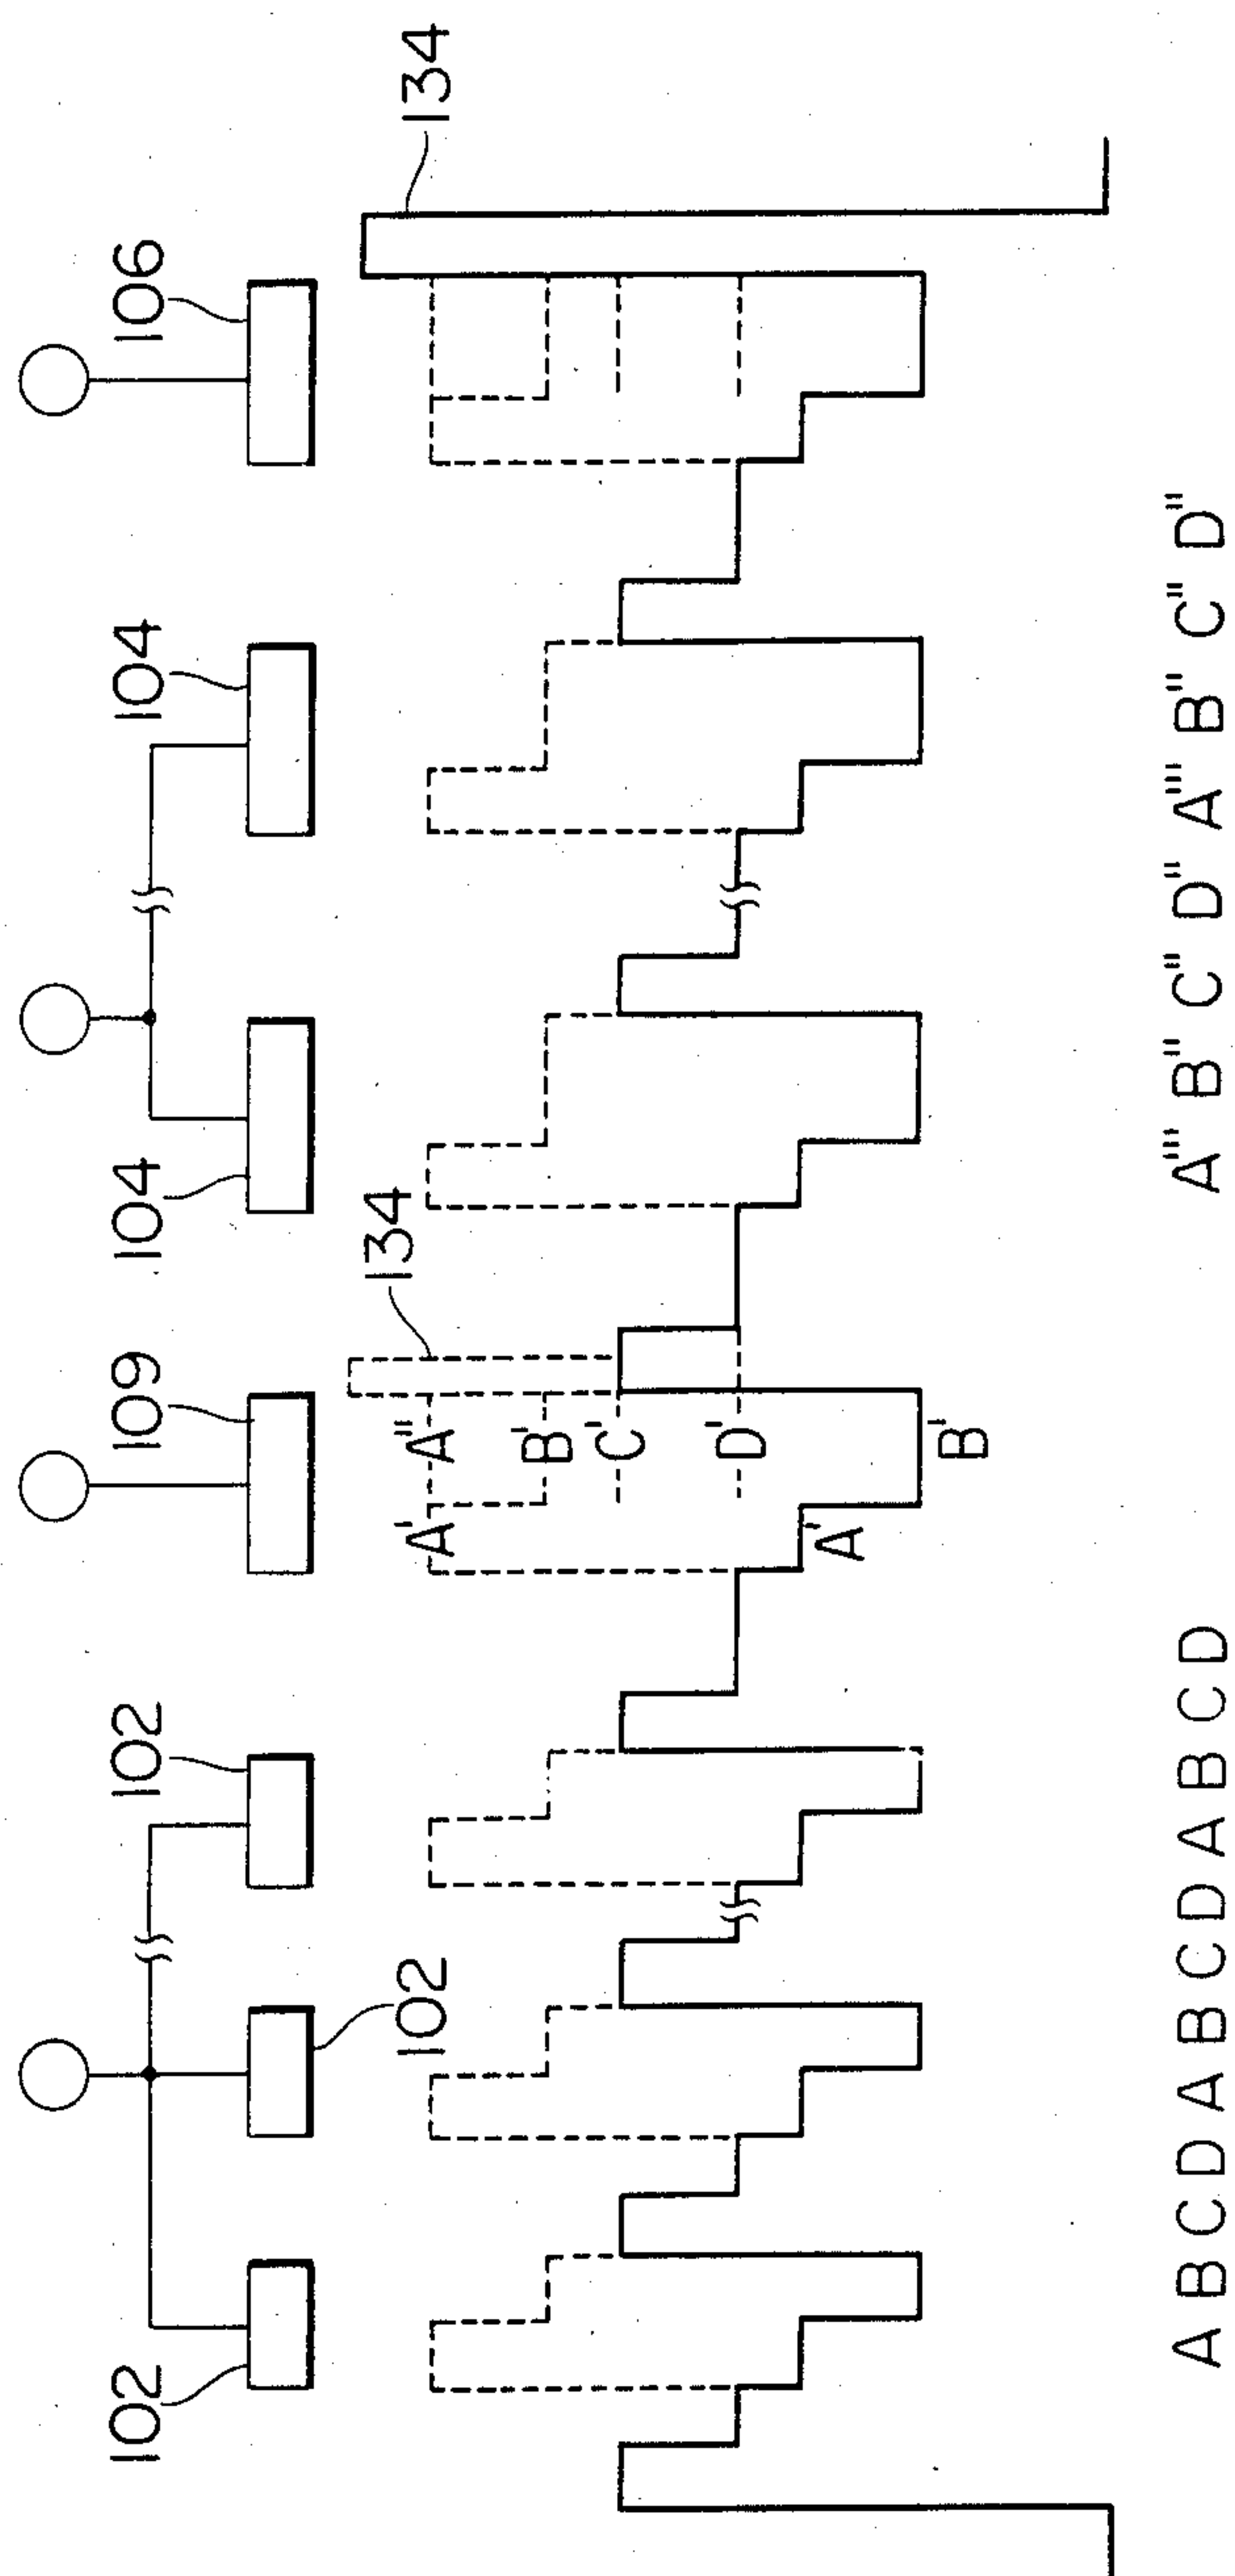 102 102 109 104 104 106
102 134 134
A' A"
B'
C'
D'
A'
B'
A B C D A B C D A B C D A"' B" C" D" A"' B" C" D"